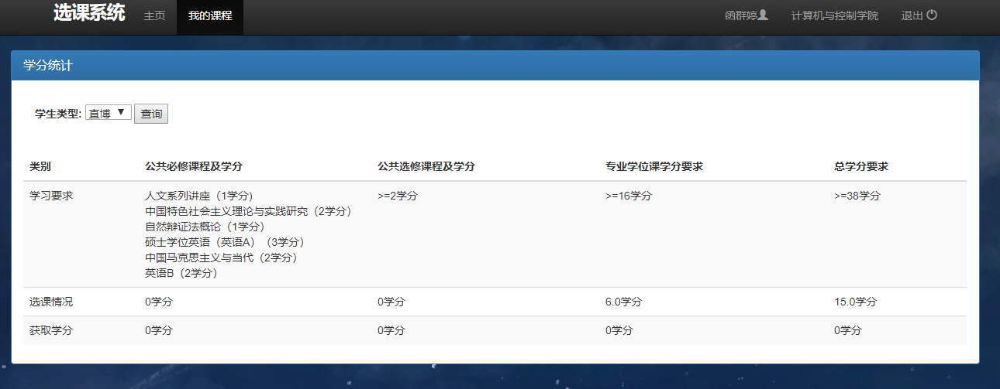 选课系统 主页 我的课程 函群婷 计算机与控制学院 退出
学分统计
学生类型: 直博 查询
类别 公共必修课程及学分 公共选修课程及学分 专业学位课学分要求 总学分要求
学习要求 人文系列讲座（1学分) >=2学分 >=16学分 >=38学分
中国特色社会主义理论与实践研究（2学分）
自然辩证法概论（1学分）
硕士学位英语（英语A）（3学分）
中国马克思主义与当代（2学分）
英语B（2学分）
选课情况 0学分 0学分 6.0学分 15.0学分
获取学分 0学分 0学分 0学分 0学分